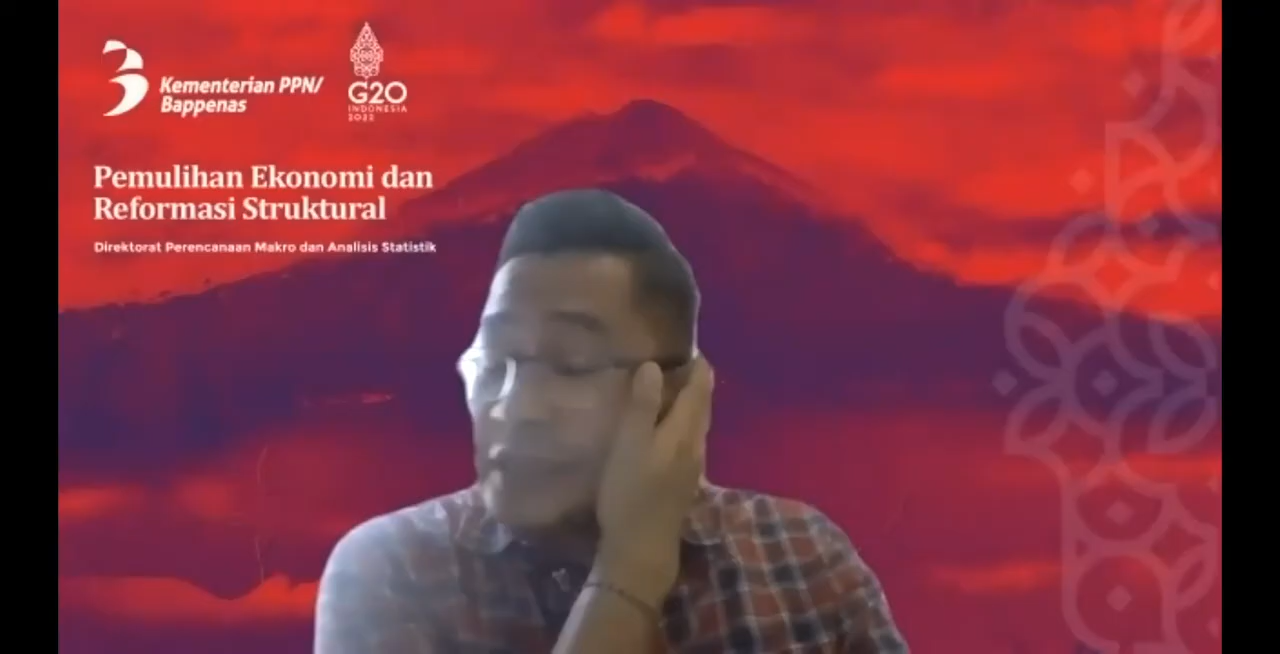 Kementerian PPN/
Bappenas
G20
INDONESIA
2022
Pemulihan Ekonomi dan
Reformasi Struktural
Direktorat Perencanaan Makro dan Analisis Statistik